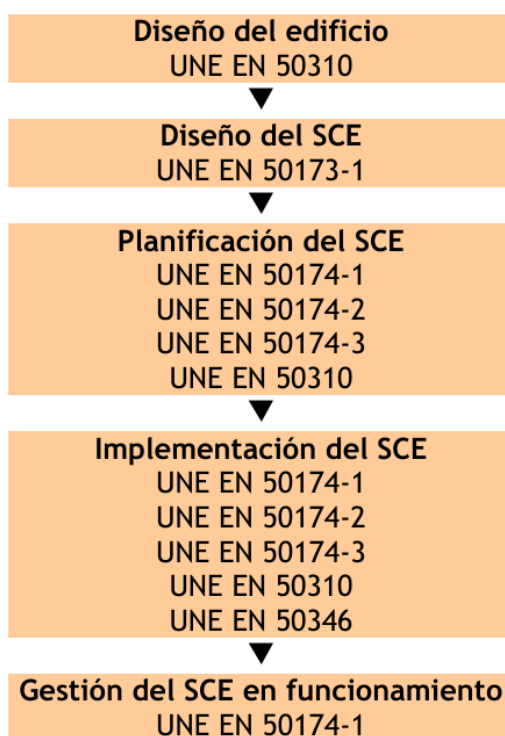 Diseño del edificio
UNE EN 50310
Diseño del SCE
UNE EN 50173-1
Planificación del SCE
UNE EN 50174-1
UNE EN 50174-2
UNE EN 50174-3
UNE EN 50310
Implementación del SCE
UNE EN 50174-1
UNE EN 50174-2
UNE EN 50174-3
UNE EN 50310
UNE EN 50346
Gestión del SCE en funcionamiento
UNE EN 50174-1